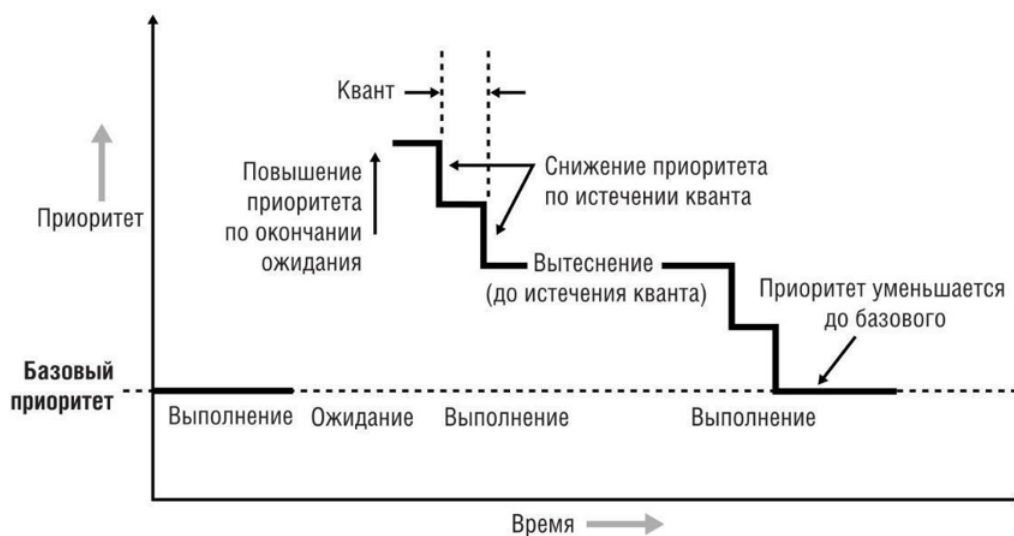 Квант
Повышение
приоритета
по окончании
ожидания
Снижение приоритета
по истечении кванта
Приоритет
Вытеснение
(до истечения кванта)
Приоритет уменьшается
до базового
Базовый
приоритет
Выполнение
Ожидание
Выполнение
Выполнение
Время